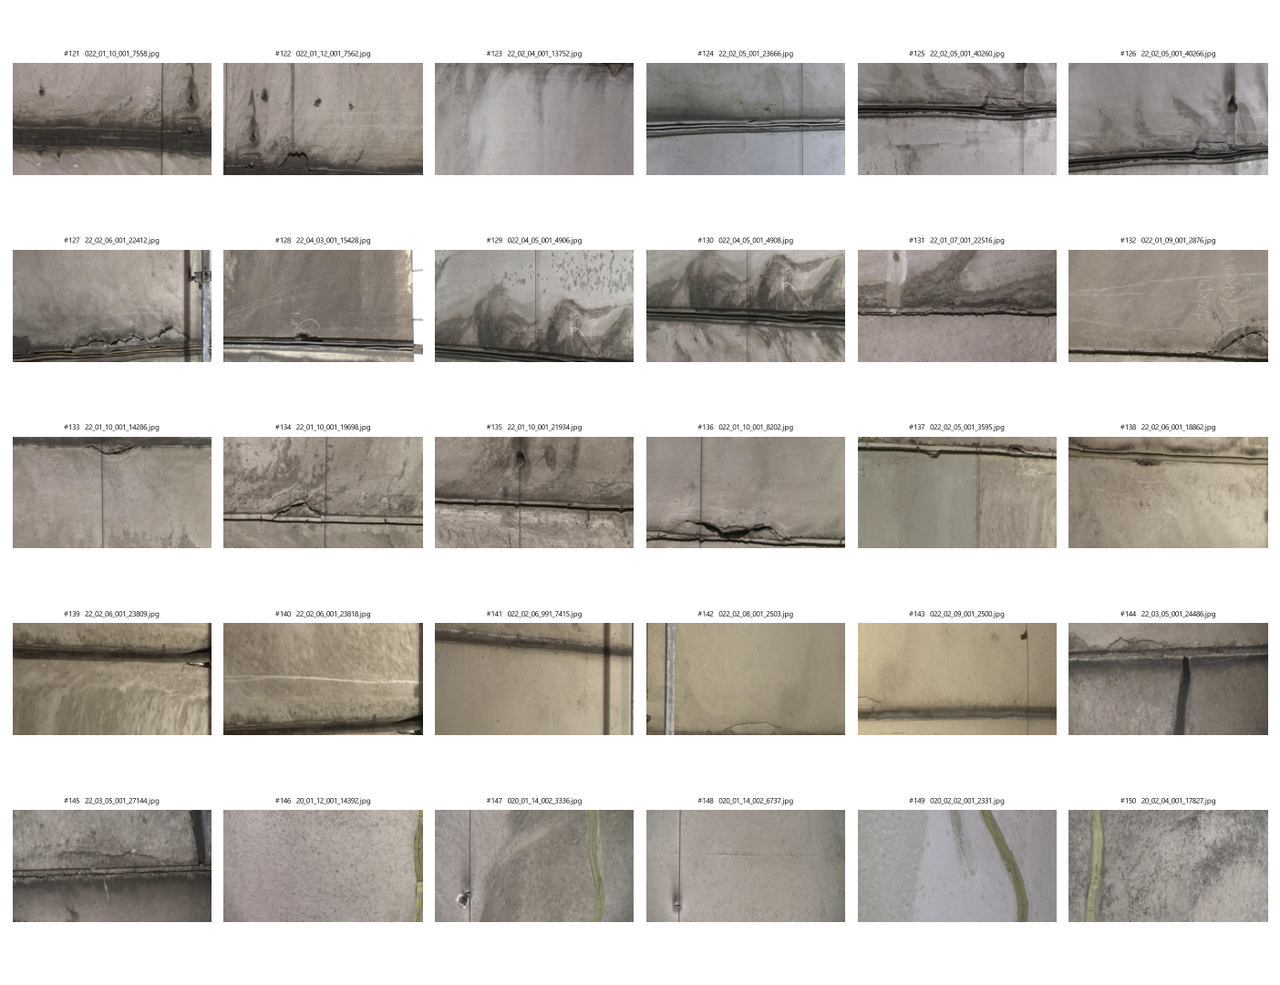 #121 022_01_10_001_7558.jpg
#122 022_01_12_001_7562.jpg
#123 22_02_04_001_13752.jpg
#124 22_02_05_001_23666.jpg
#125 22_02_05_001_40260.jpg
#126 22_02_05_001_40266.jpg
#127 22_02_06_001_22412.jpg
#128 22_04_03_001_15428.jpg
#129 022_04_05_001_4906.jpg
#130 022_04_05_001_4908.jpg
#131 22_01_07_001_22516.jpg
#132 022_01_09_001_2876.jpg
#133 22_01_10_001_14286.jpg
#134 22_01_10_001_19698.jpg
#135 22_01_10_001_21934.jpg
#136 022_01_10_001_8202.jpg
#137 022_02_05_001_3595.jpg
#138 22_02_06_001_18862.jpg
#139 22_02_06_001_23809.jpg
#140 22_02_06_001_23818.jpg
#141 022_02_06_991_7415.jpg
#142 022_02_08_001_2503.jpg
#143 022_02_09_001_2500.jpg
#144 22_03_05_001_24486.jpg
#145 22_03_05_001_27144.jpg
#146 20_01_12_001_14392.jpg
#147 020_01_14_002_3336.jpg
#148 020_01_14_002_6737.jpg
#149 020_02_02_001_2331.jpg
#150 20_02_04_001_17827.jpg